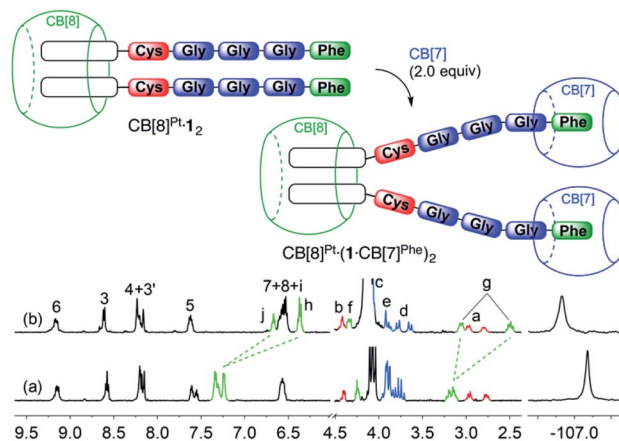 CB[8]
Cys Gly Gly Gly Phe
Cys Gly Gly Gly Phe
CB[8]Pt·12
CB[7]
(2.0 equiv)
CB[8]
CB[7]
Cys Gly Gly Gly Phe
Cys Gly Gly Gly Phe
CB[7]
CB[8]Pt·(1·CB[7]Phe)2
6 3 4+3' 5 7+8+i j h c b f e d g a
(b)
(a)
9.5 9.0 8.5 8.0 7.5 7.0 6.5 4.5 4.0 3.5 3.0 2.5 -107.0